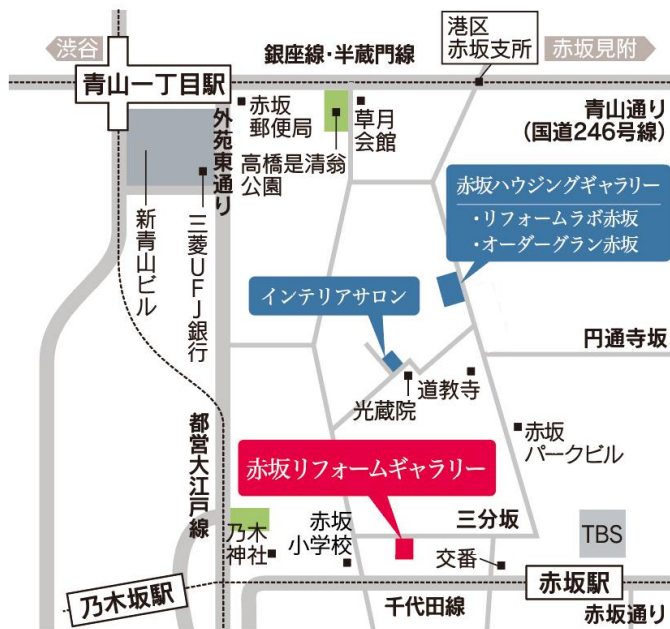 渋谷
銀座線・半蔵門線
港区
赤坂支所
赤坂見附
青山一丁目駅
青山通り
(国道246号線)
外苑東通り
赤坂
郵便局
高橋是清翁
公園
草月
会館
赤坂ハウジングギャラリー
・リフォームラボ赤坂
・オーダーグラン赤坂
新青山ビル
三菱UFJ銀行
インテリアサロン
円通寺坂
道教寺
光蔵院
赤坂
パークビル
都営大江戸線
赤坂リフォームギャラリー
三分坂
TBS
乃木
神社
赤坂
小学校
交番
乃木坂駅
千代田線
赤坂駅
赤坂通り